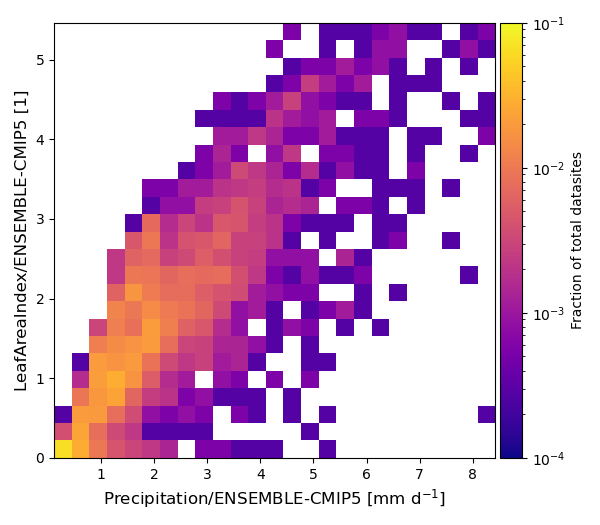 5
4
3
2
1
0
LeafAreaIndex/ENSEMBLE-CMIP5 [1]
1 2 3 4 5 6 7 8
Precipitation/ENSEMBLE-CMIP5 [mm d⁻¹]
10⁻¹
10⁻²
10⁻³
10⁻⁴
Fraction of total datasites